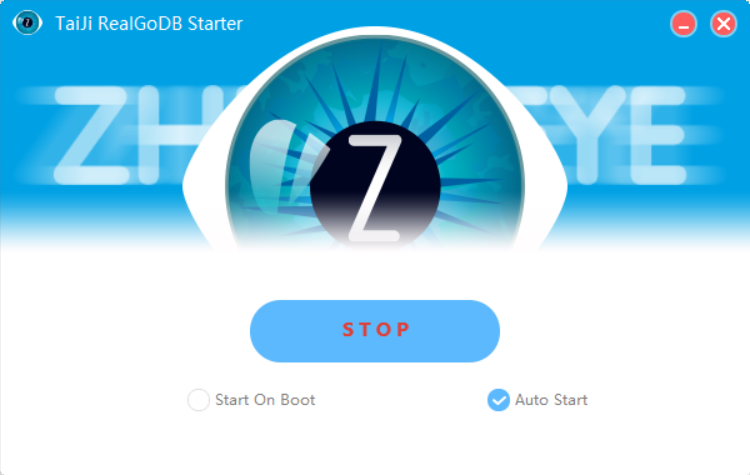 TaiJi RealGoDB Starter
Z
STOP
Start On Boot
Auto Start